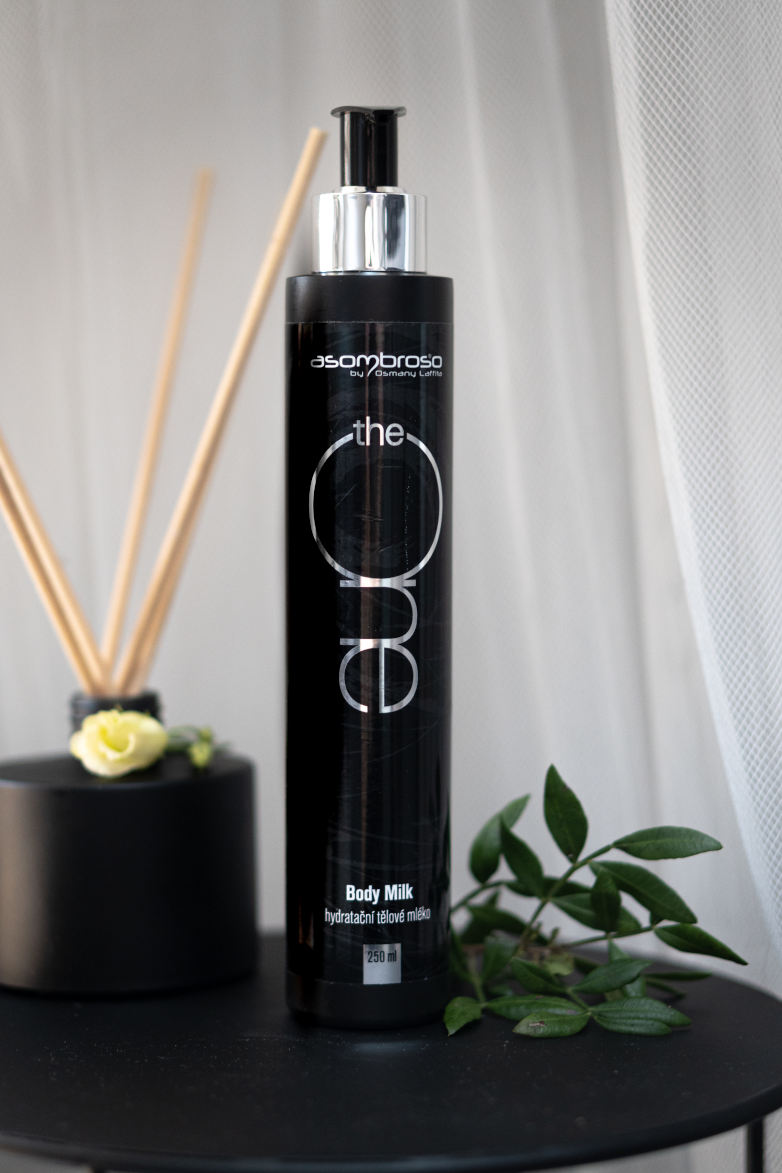 asombroso
by Osmany Laffita
the
One
Body Milk
hydratační tělové mléko
250 ml